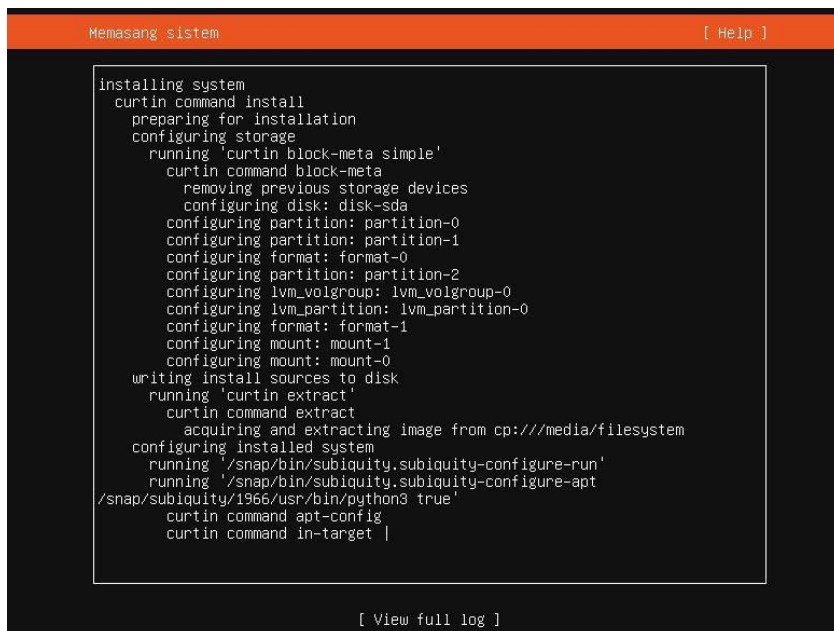 Memasang sistem [ Help ]
installing system
curtin command install
preparing for installation
configuring storage
running 'curtin block-meta simple'
curtin command block-meta
removing previous storage devices
configuring disk: disk-sda
configuring partition: partition-0
configuring partition: partition-1
configuring format: format-0
configuring partition: partition-2
configuring lvm_volgroup: lvm_volgroup-0
configuring lvm_partition: lvm_partition-0
configuring format: format-1
configuring mount: mount-1
configuring mount: mount-0
writing install sources to disk
running 'curtin extract'
curtin command extract
acquiring and extracting image from cp:///media/filesystem
configuring installed system
running '/snap/bin/subiquity.subiquity-configure-run'
running '/snap/bin/subiquity.subiquity-configure-apt
/snap/subiquity/1966/usr/bin/python3 true'
curtin command apt-config
curtin command in-target |
[ View full log ]